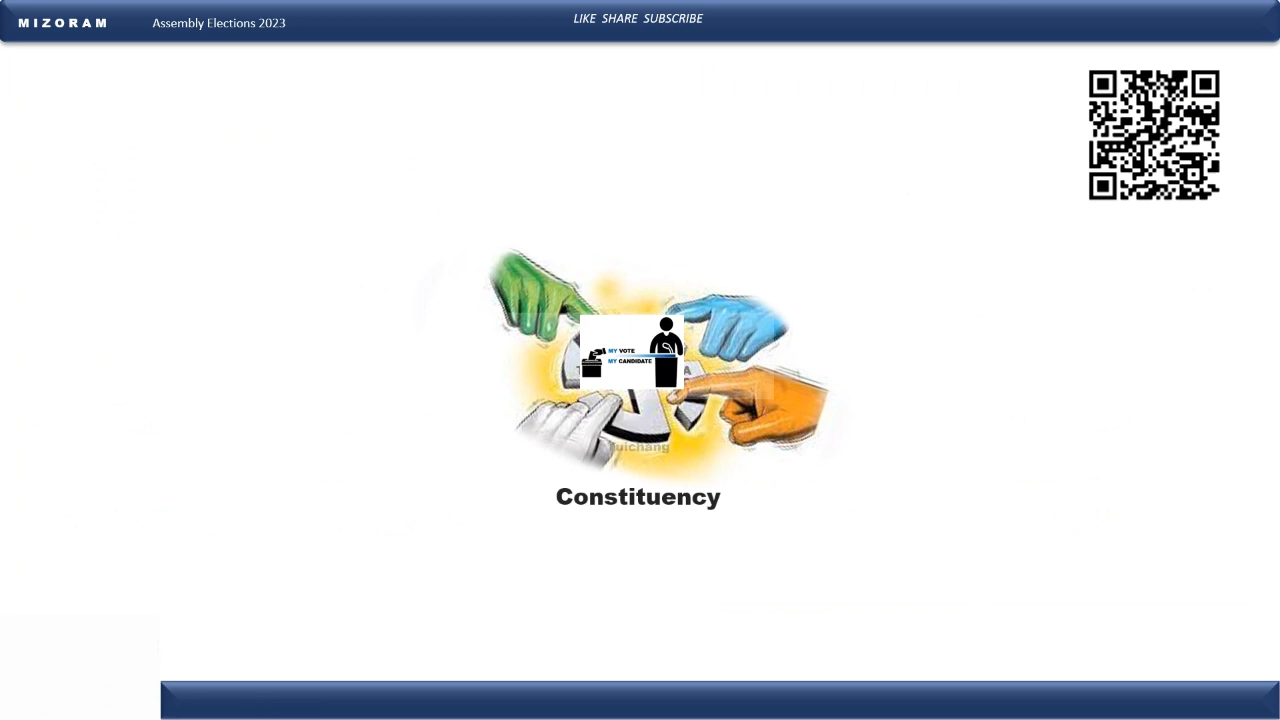 MIZORAM
Assembly Elections 2023
LIKE SHARE SUBSCRIBE
MY VOTE
MY CANDIDATE
Constituency